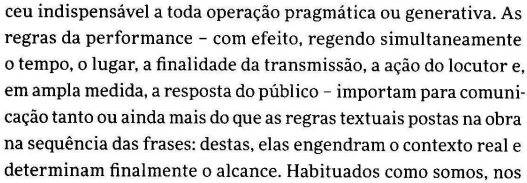 ceu indispensável a toda operação pragmática ou generativa. As
regras da performance – com efeito, regendo simultaneamente
o tempo, o lugar, a finalidade da transmissão, a ação do locutor e,
em ampla medida, a resposta do público – importam para comuni-
cação tanto ou ainda mais do que as regras textuais postas na obra
na sequência das frases: destas, elas engendram o contexto real e
determinam finalmente o alcance. Habituados como somos, nos